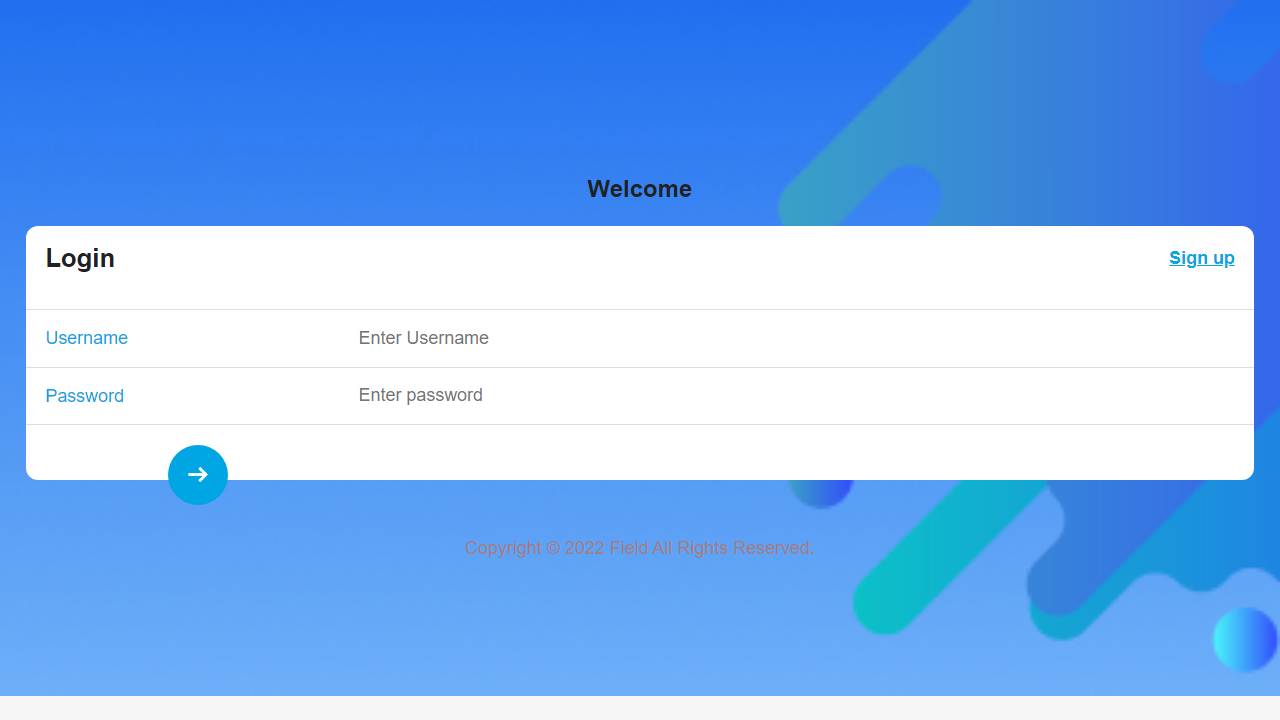 Welcome
Login
Sign up
Username
Enter Username
Password
Enter password
Copyright © 2022 Field All Rights Reserved.